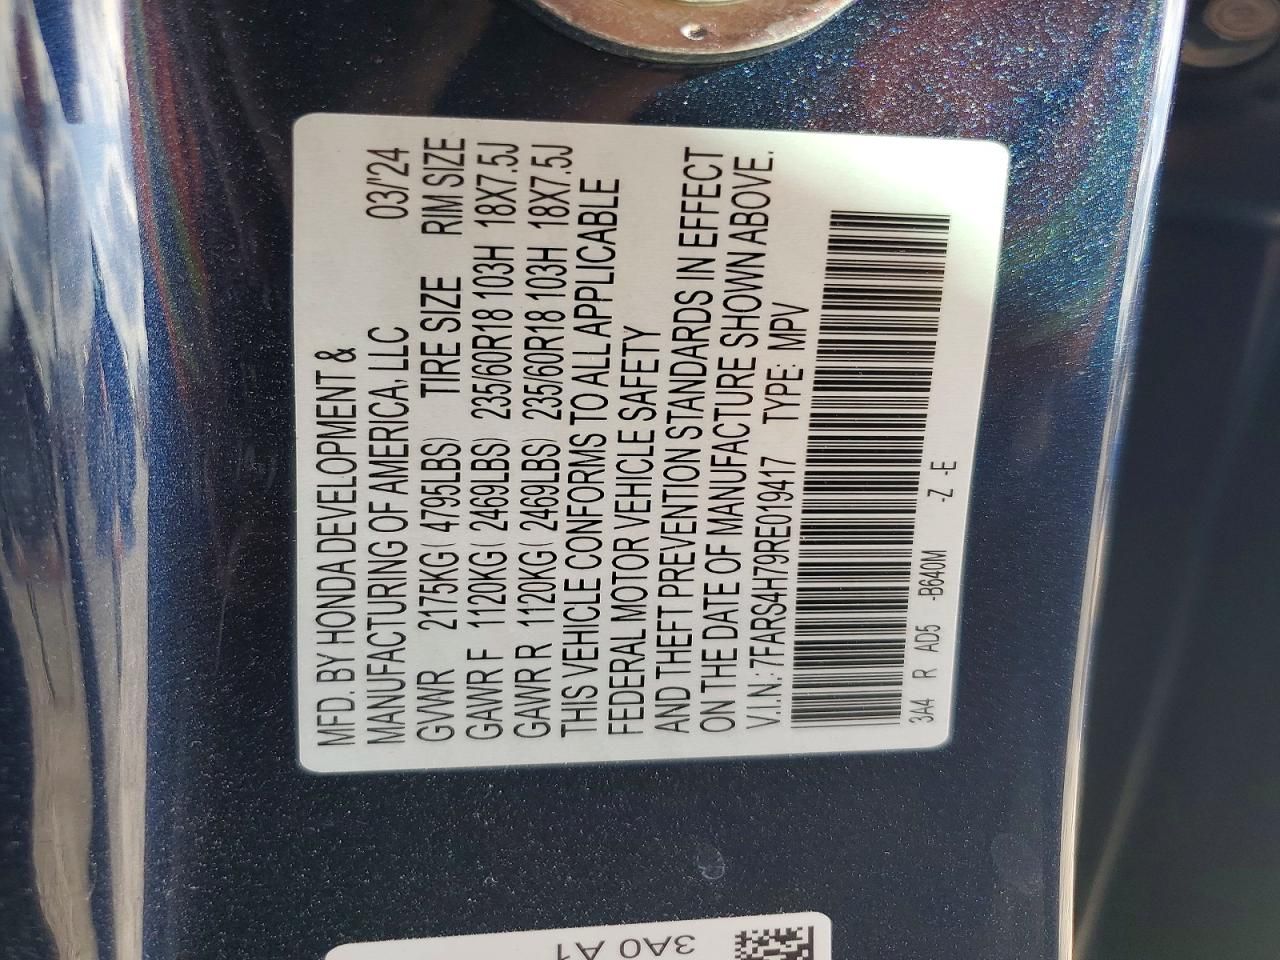 MFD. BY HONDA DEVELOPMENT &
MANUFACTURING OF AMERICA, LLC 03/'24
GVWR 2175KG( 4795LBS) TIRE SIZE RIM SIZE
GAWR F 1120KG( 2469LBS) 235/60R18 103H 18X7.5J
GAWR R 1120KG( 2469LBS) 235/60R18 103H 18X7.5J
THIS VEHICLE CONFORMS TO ALL APPLICABLE
FEDERAL MOTOR VEHICLE SAFETY
AND THEFT PREVENTION STANDARDS IN EFFECT
ON THE DATE OF MANUFACTURE SHOWN ABOVE.
V.I.N.: 7FARS4H79RE019417 TYPE: MPV
3A4 R AD5 -B640M -Z -E
3A0 A1